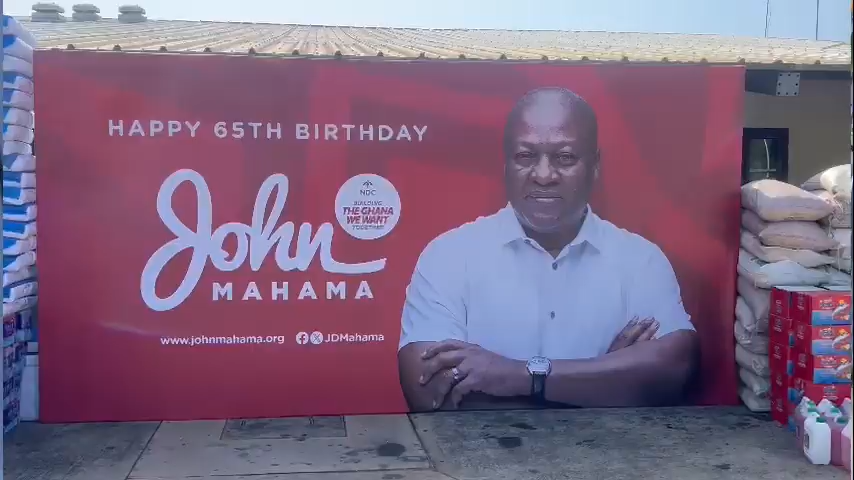 HAPPY 65TH BIRTHDAY
John
MAHAMA
NDC
BUILDING
THE GHANA
WE WANT
TOGETHER
www.johnmahama.org
JDMahama